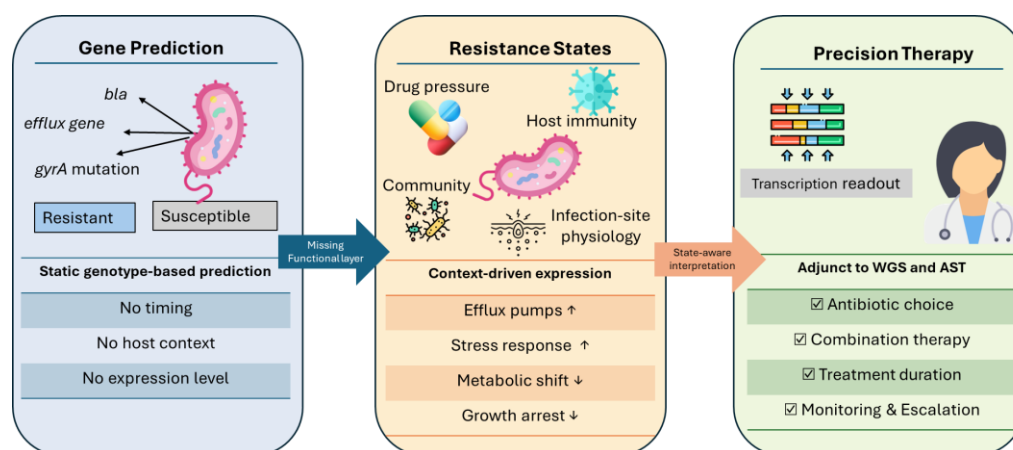 Gene Prediction
bla
efflux gene
gyrA mutation
Resistant
Susceptible
Static genotype-based prediction
No timing
No host context
No expression level
Missing
Functional layer
Resistance States
Drug pressure
Host immunity
Community
Infection-site
physiology
Context-driven expression
Efflux pumps ↑
Stress response ↑
Metabolic shift ↓
Growth arrest ↓
State-aware
interpretation
Precision Therapy
Transcription readout
Adjunct to WGS and AST
☑ Antibiotic choice
☑ Combination therapy
☑ Treatment duration
☑ Monitoring & Escalation